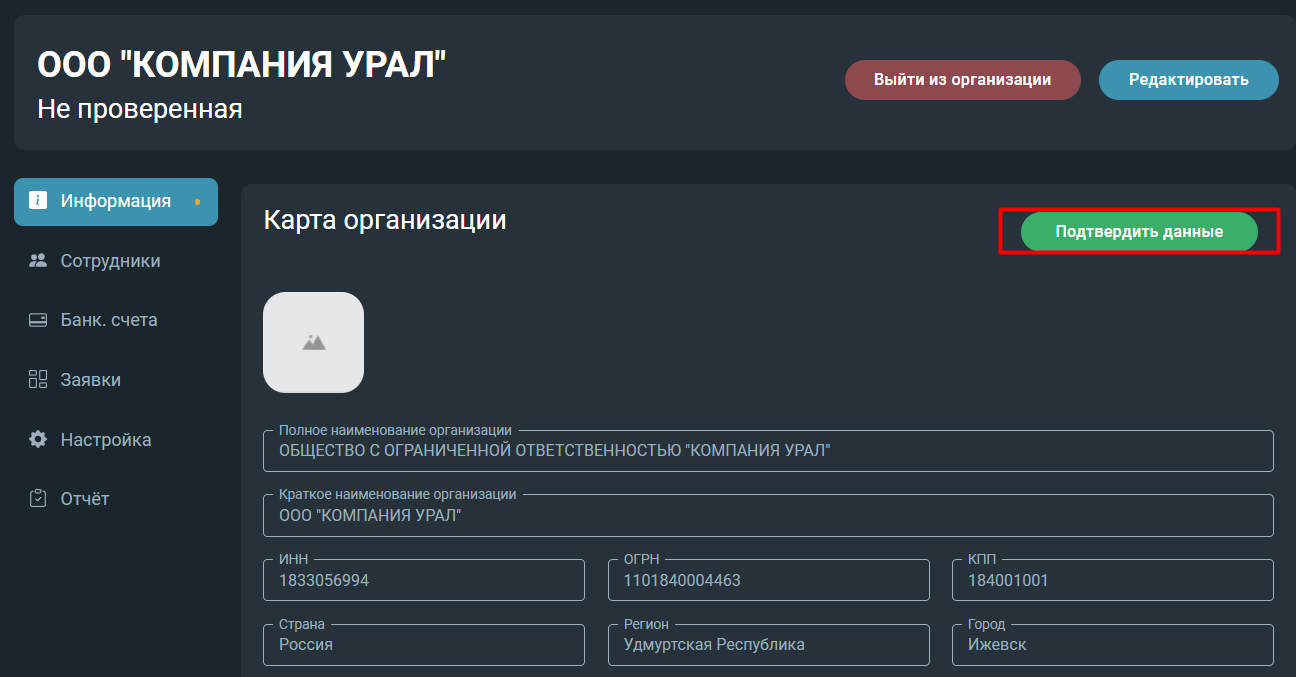 ООО "КОМПАНИЯ УРАЛ"
Не проверенная
Выйти из организации
Редактировать
Информация
Сотрудники
Банк. счета
Заявки
Настройка
Отчёт
Карта организации
Подтвердить данные
Полное наименование организации
ОБЩЕСТВО С ОГРАНИЧЕННОЙ ОТВЕТСТВЕННОСТЬЮ "КОМПАНИЯ УРАЛ"
Краткое наименование организации
ООО "КОМПАНИЯ УРАЛ"
ИНН
1833056994
ОГРН
1101840004463
КПП
184001001
Страна
Россия
Регион
Удмуртская Республика
Город
Ижевск